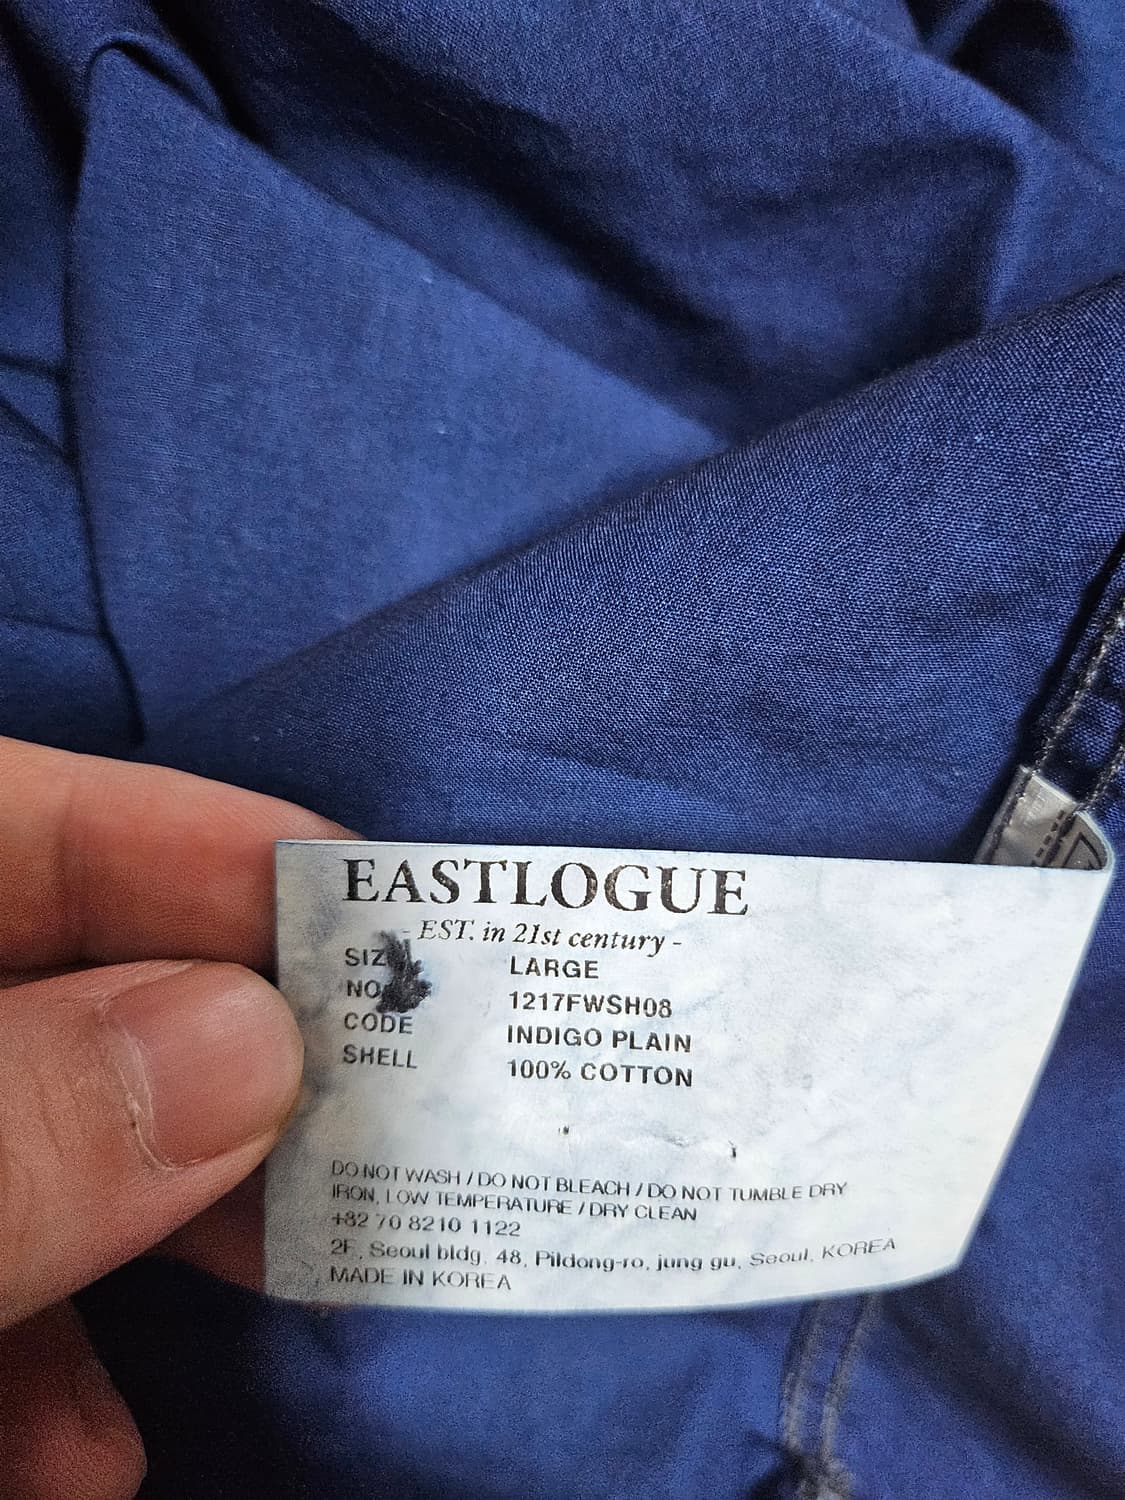 EASTLOGUE
- EST. in 21st century -
SIZ LARGE
NO 1217FWSH08
CODE INDIGO PLAIN
SHELL 100% COTTON
DO NOT WASH / DO NOT BLEACH / DO NOT TUMBLE DRY
IRON, LOW TEMPERATURE / DRY CLEAN
+82 70 8210 1122
2F, Seoul bldg, 48, Pildong-ro, jung gu, Seoul, KOREA
MADE IN KOREA